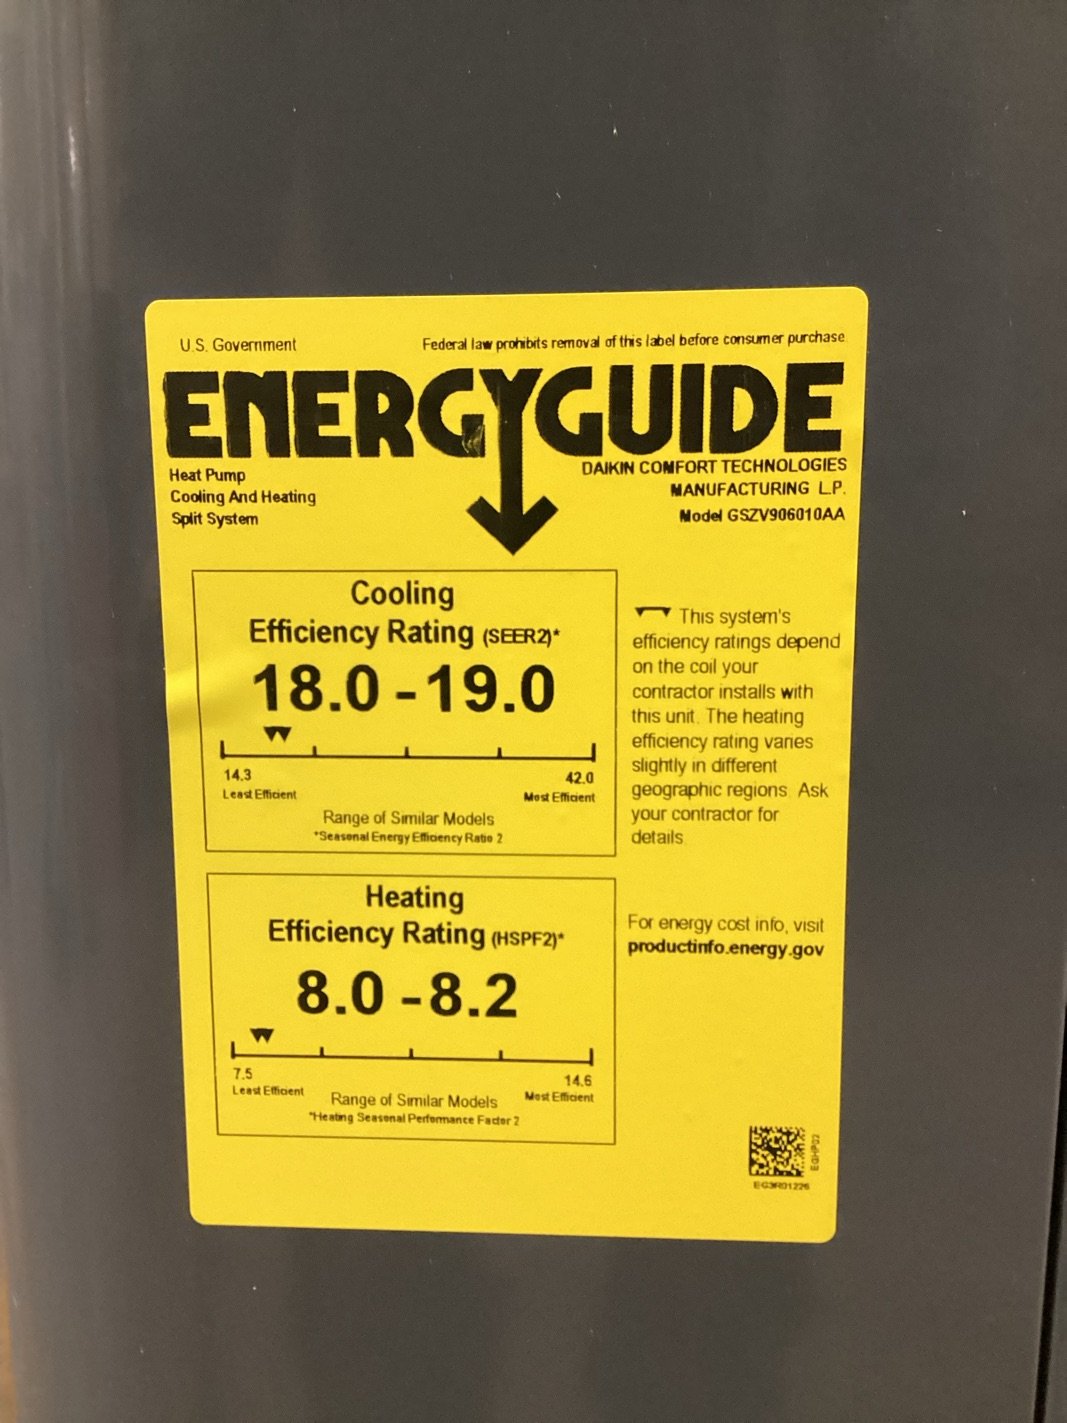 U.S. Government
Federal law prohibits removal of this label before consumer purchase.
ENERGYGUIDE
Heat Pump
Cooling And Heating
Split System
DAIKIN COMFORT TECHNOLOGIES
MANUFACTURING L.P.
Model GSZV906010AA
Cooling
Efficiency Rating (SEER2)*
18.0 - 19.0
14.3
Least Efficient
42.0
Most Efficient
Range of Similar Models
*Seasonal Energy Efficiency Ratio 2
This system's
efficiency ratings depend
on the coil your
contractor installs with
this unit. The heating
efficiency rating varies
slightly in different
geographic regions. Ask
your contractor for
details.
Heating
Efficiency Rating (HSPF2)*
8.0 - 8.2
7.5
Least Efficient
14.6
Most Efficient
Range of Similar Models
*Heating Seasonal Performance Factor 2
For energy cost info, visit
productinfo.energy.gov
EGHP02
EG3R01226